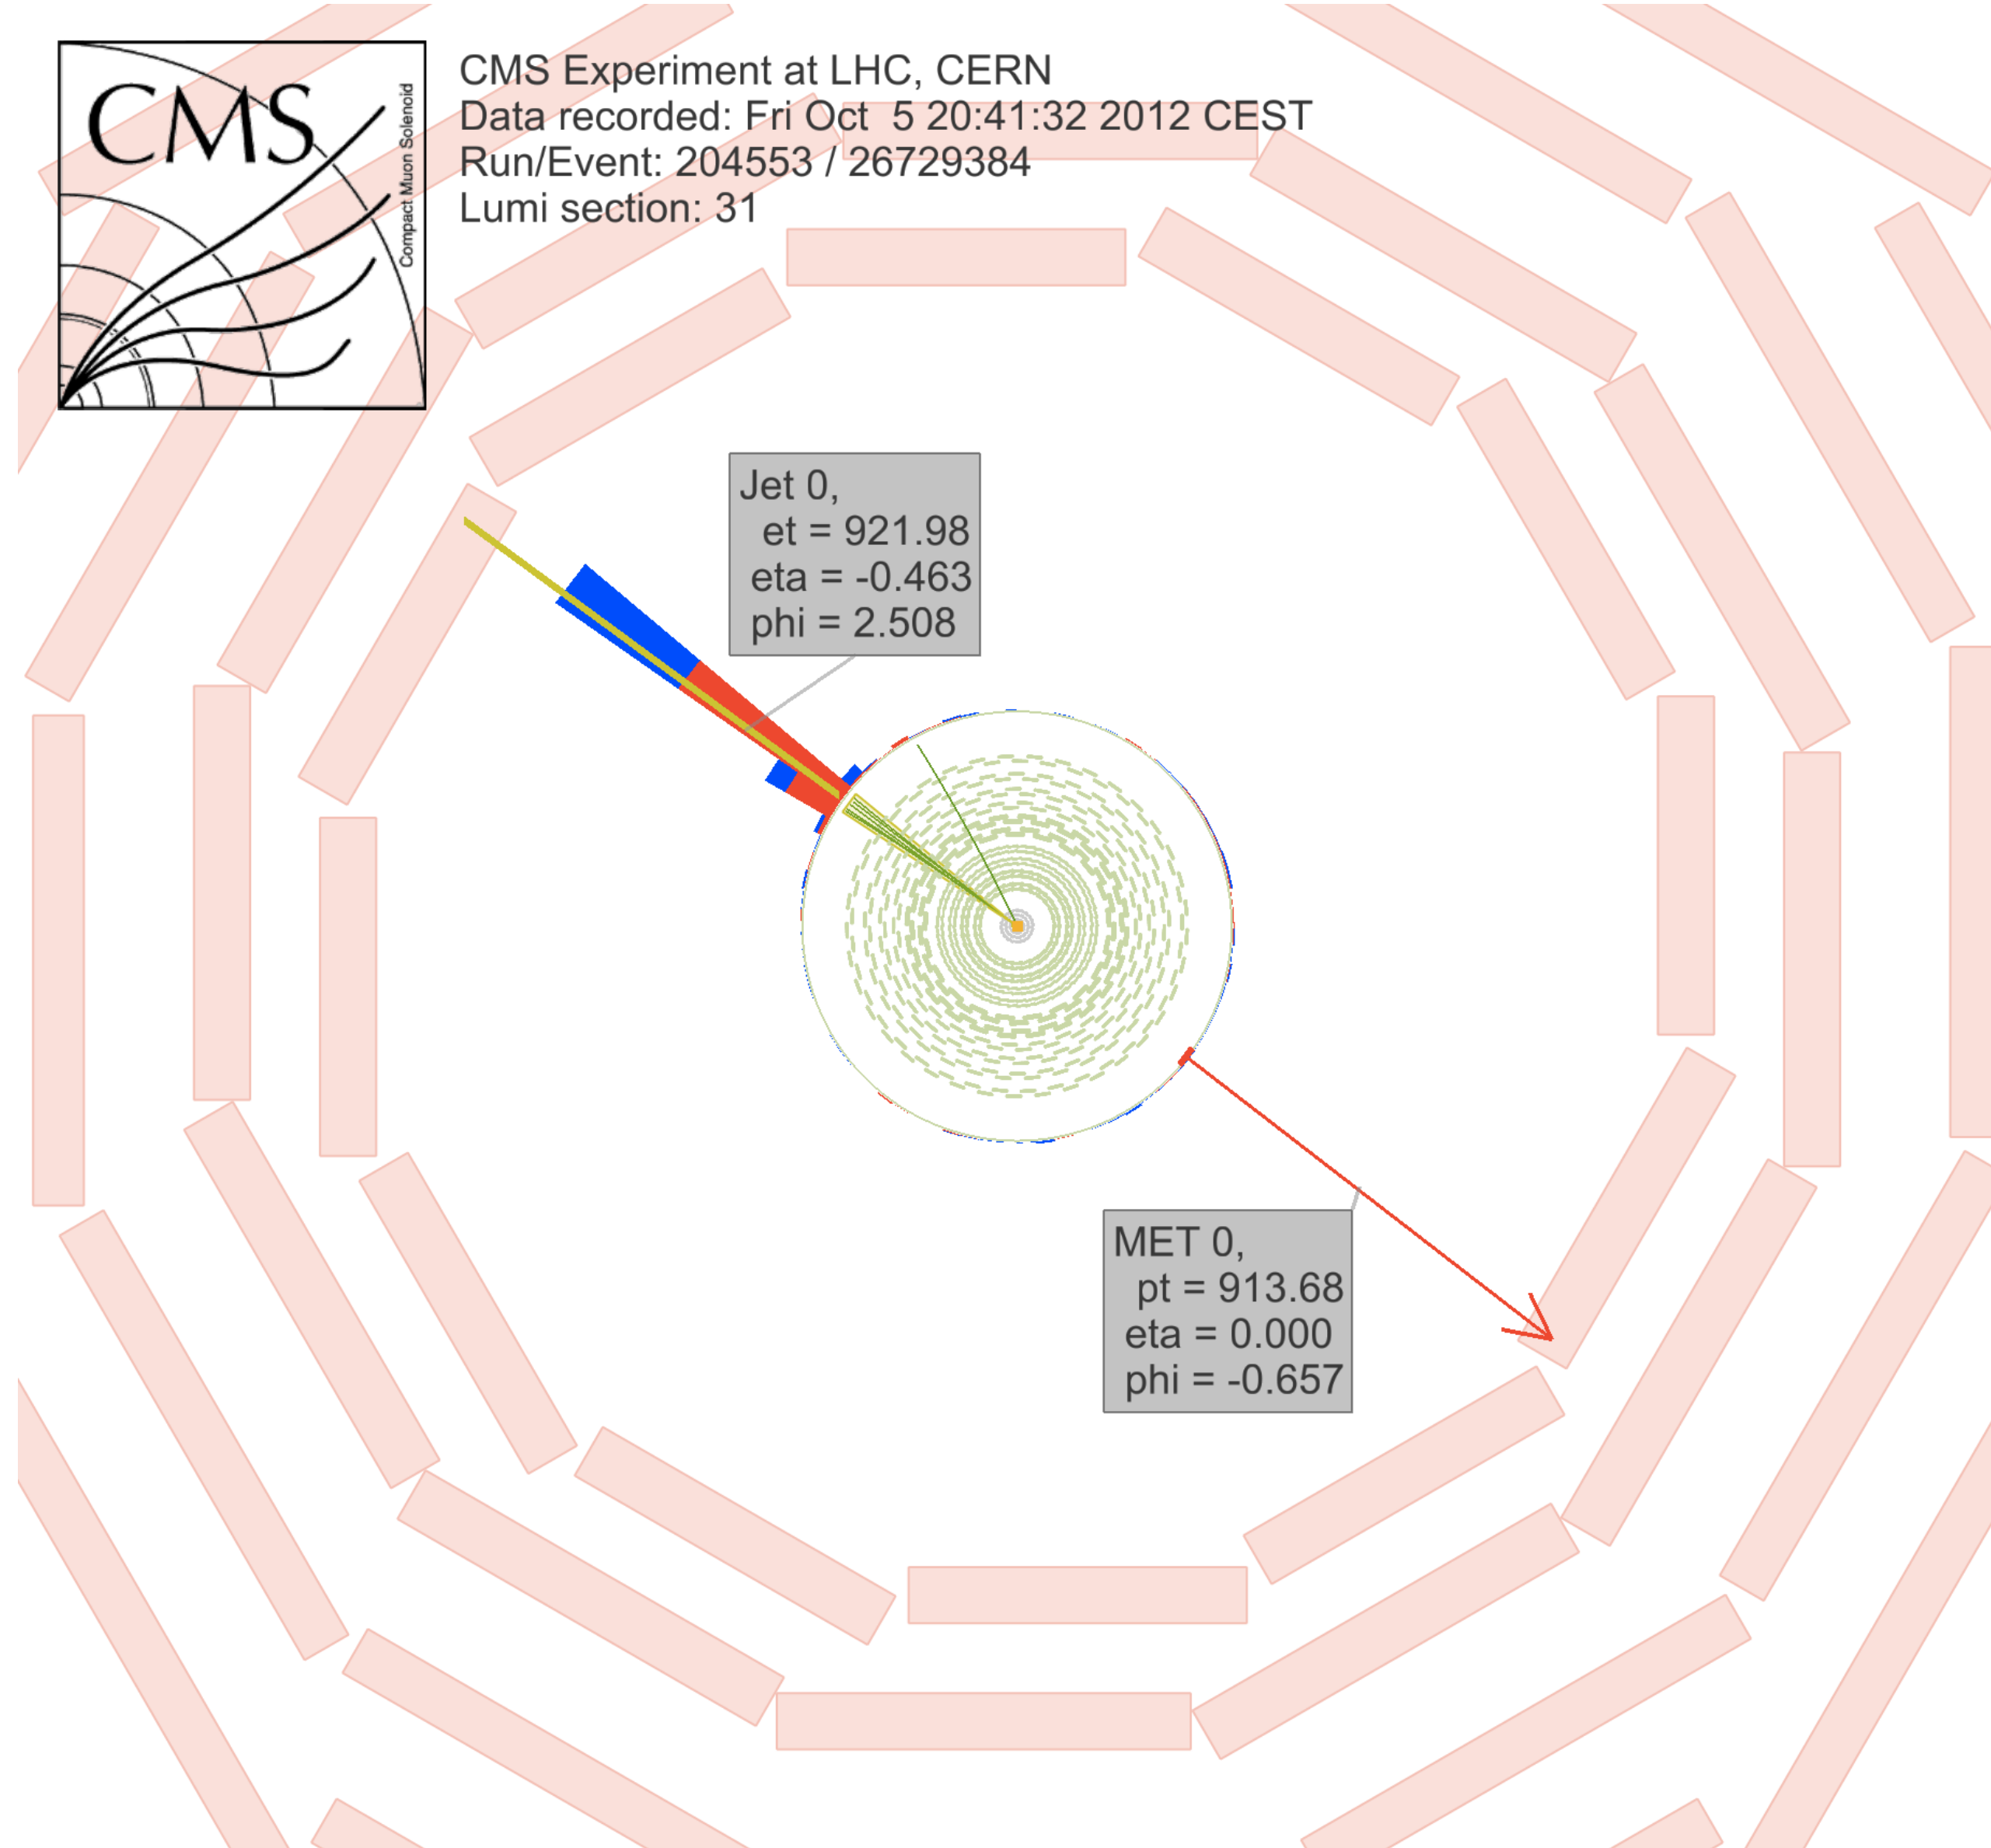 CMS
Compact Muon Solenoid
CMS Experiment at LHC, CERN
Data recorded: Fri Oct  5 20:41:32 2012 CEST
Run/Event: 204553 / 26729384
Lumi section: 31
Jet 0,
et = 921.98
eta = -0.463
phi = 2.508
MET 0,
pt = 913.68
eta = 0.000
phi = -0.657